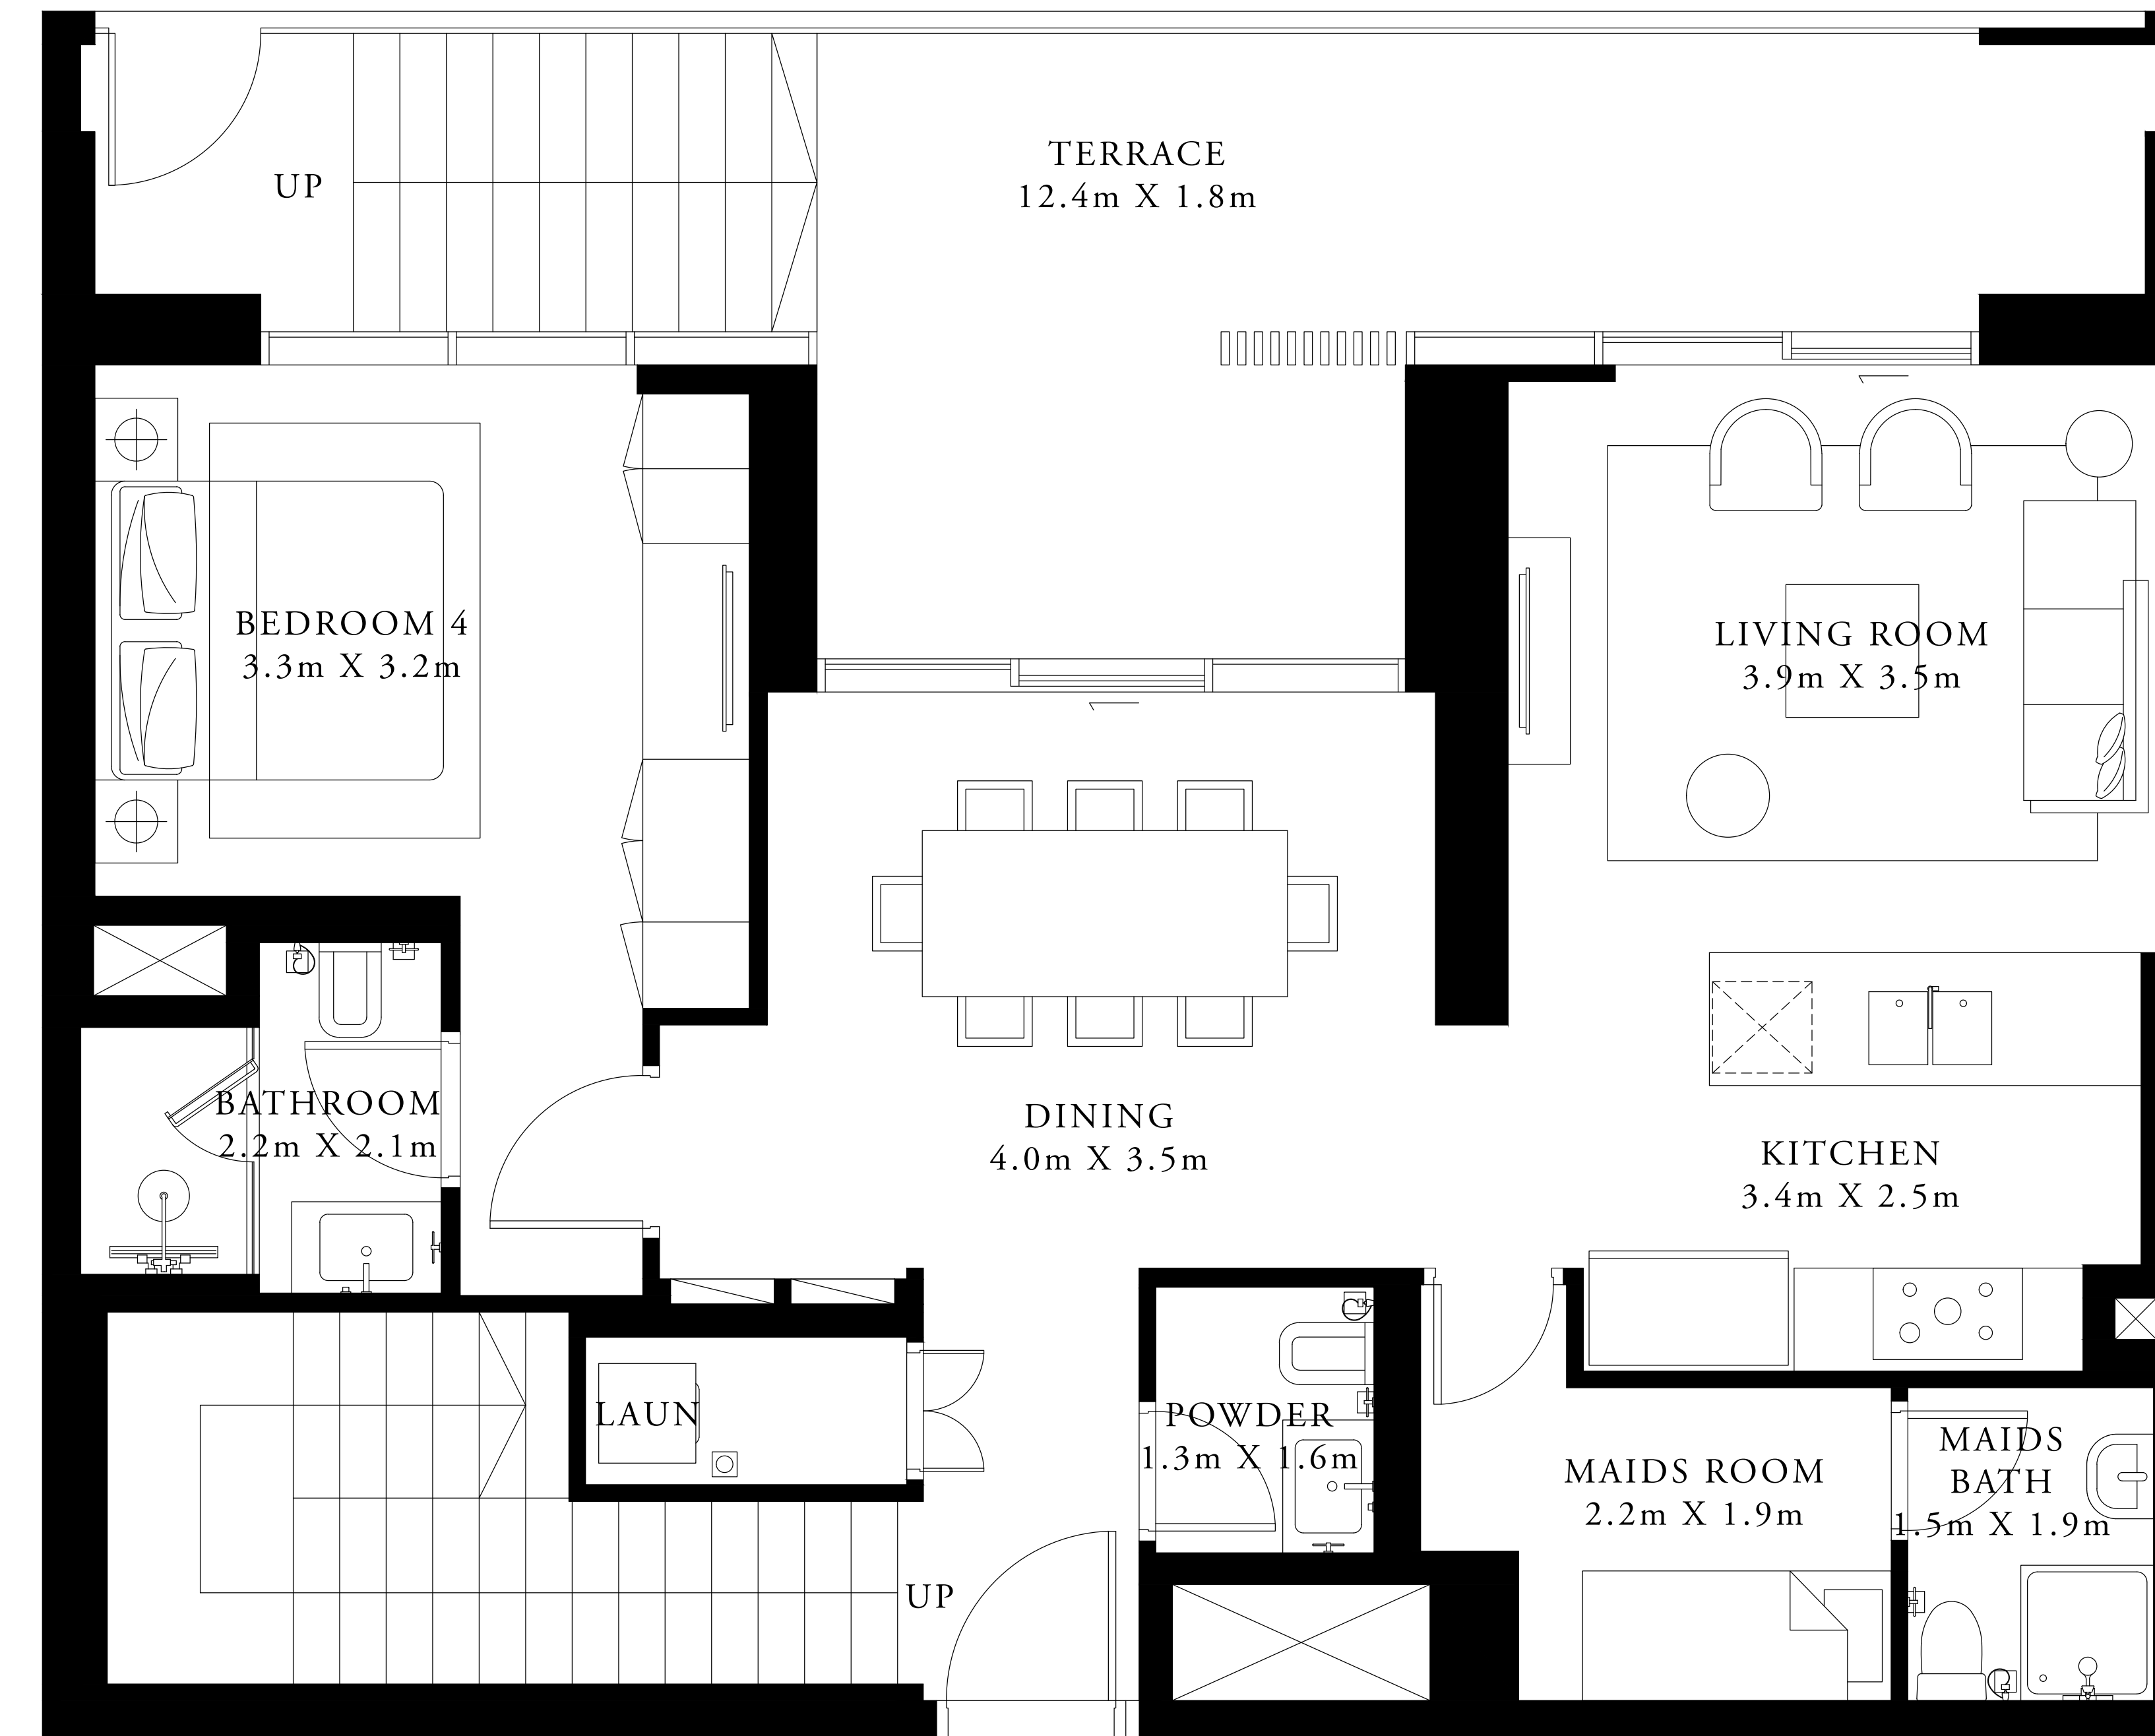 TERRACE
12.4m X 1.8m
UP
BEDROOM 4
3.3m X 3.2m
LIVING ROOM
3.9m X 3.5m
BATHROOM
2.2m X 2.1m
DINING
4.0m X 3.5m
KITCHEN
3.4m X 2.5m
LAUN
POWDER
1.3m X 1.6m
MAIDS ROOM
2.2m X 1.9m
MAIDS
BATH
1.5m X 1.9m
UP